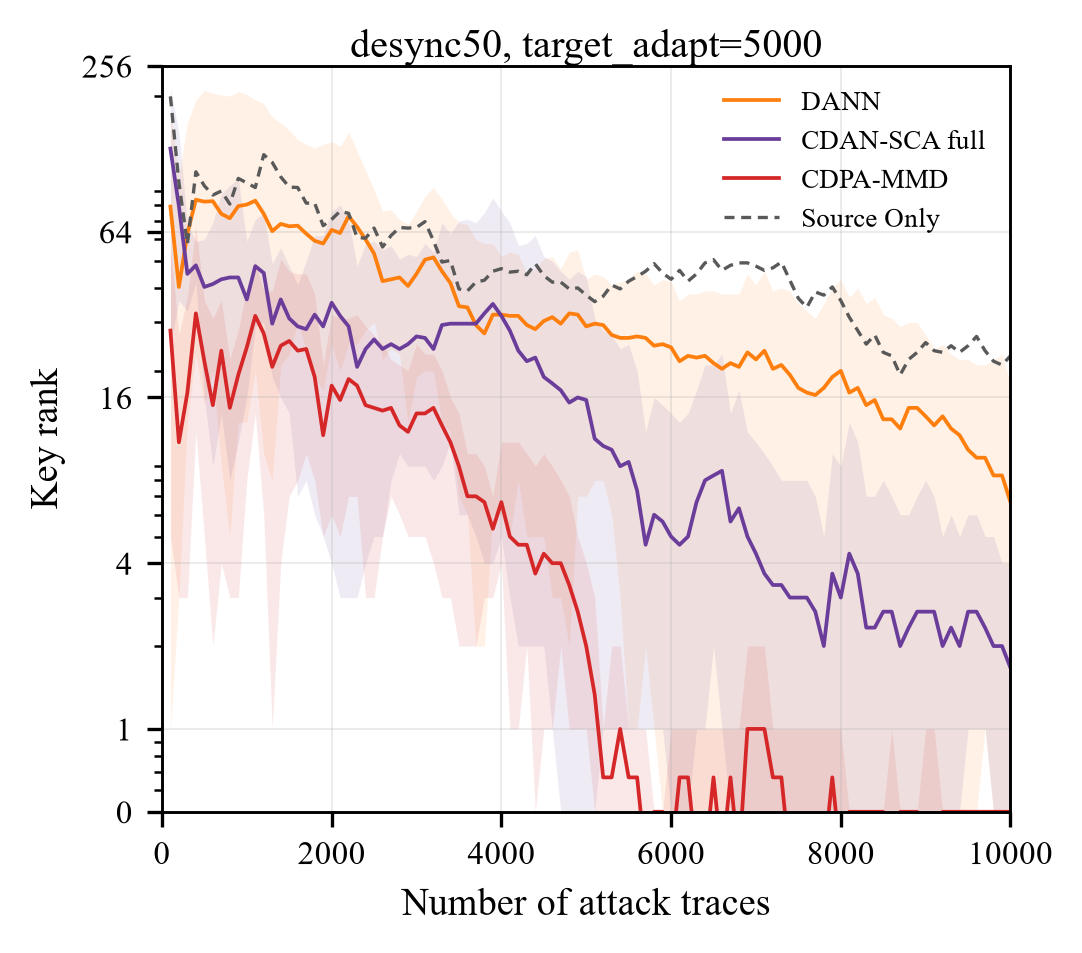 desync50, target_adapt=5000
256
64
16
4
1
0
Key rank
DANN
CDAN-SCA full
CDPA-MMD
Source Only
0 2000 4000 6000 8000 10000
Number of attack traces